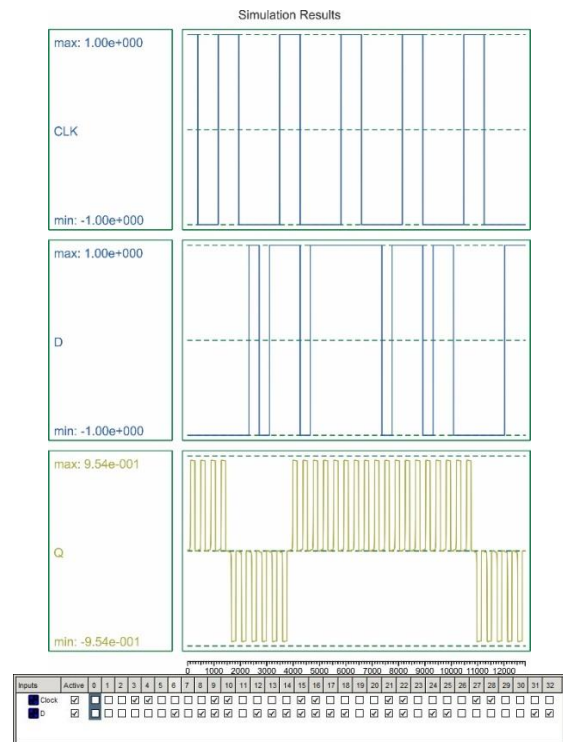 Simulation Results
max: 1.00e+000
CLK
min: -1.00e+000
max: 1.00e+000
D
min: -1.00e+000
max: 9.54e-001
Q
min: -9.54e-001
0 1000 2000 3000 4000 5000 6000 7000 8000 9000 10000 11000 12000
Inputs Active 0 1 2 3 4 5 6 7 8 9 10 11 12 13 14 15 16 17 18 19 20 21 22 23 24 25 26 27 28 29 30 31 32
Clock
D